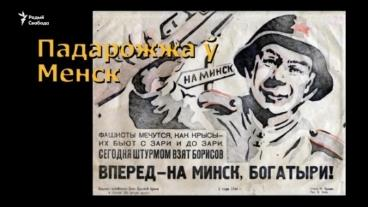 Радыё
Свабода
Падарожжа ў
Менск
НА МИНСК
ФАШИСТЫ МЕЧУТСЯ, КАК КРЫСЫ-
ИХ БЬЮТ С ЗАРИ И ДО ЗАРИ.
СЕГОДНЯ ШТУРМОМ ВЗЯТ БОРИСОВ
ВПЕРЕД-НА МИНСК, БОГАТЫРИ!